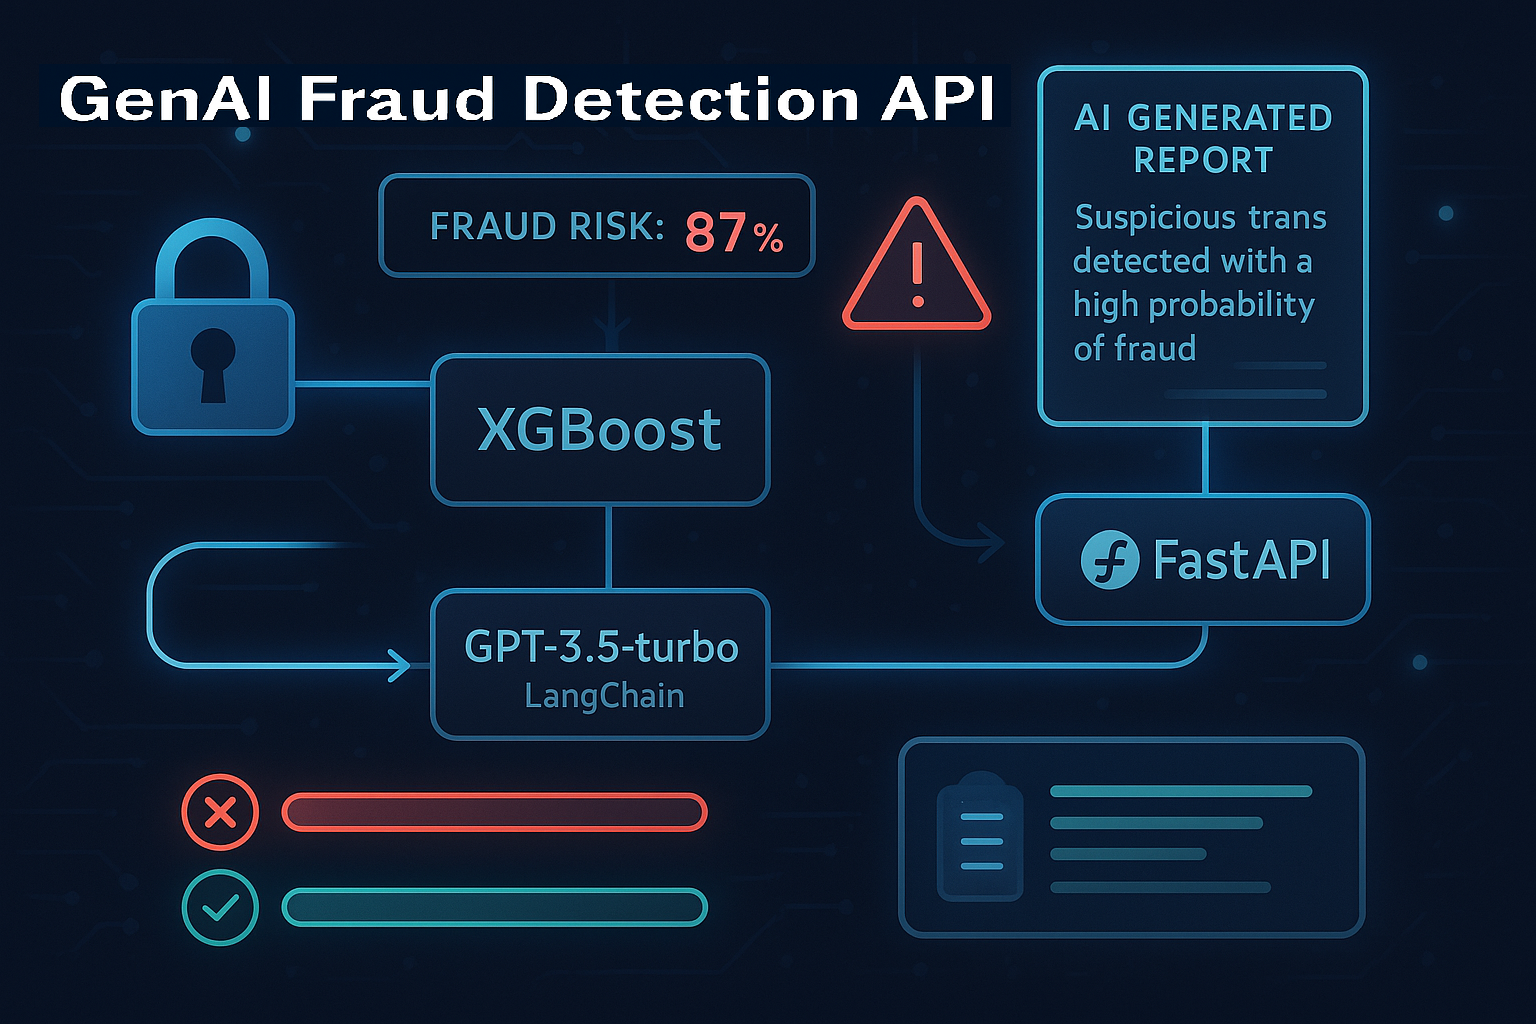 GenAI Fraud Detection API
FRAUD RISK: 87%
XGBoost
GPT-3.5-turbo
LangChain
AI GENERATED
REPORT
Suspicious trans
detected with a
high probability
of fraud
FastAPI